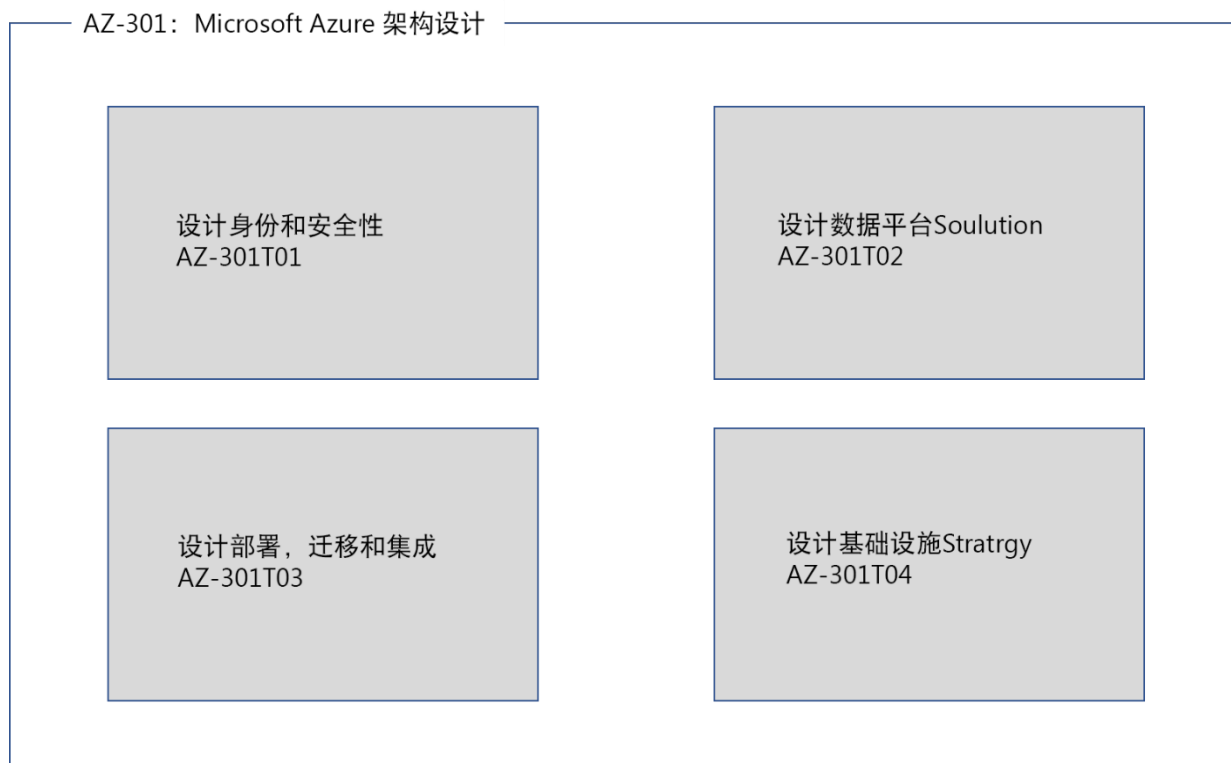 AZ-301：Microsoft Azure 架构设计
设计身份和安全性
AZ-301T01
设计数据平台Soulution
AZ-301T02
设计部署，迁移和集成
AZ-301T03
设计基础设施Stratrgy
AZ-301T04